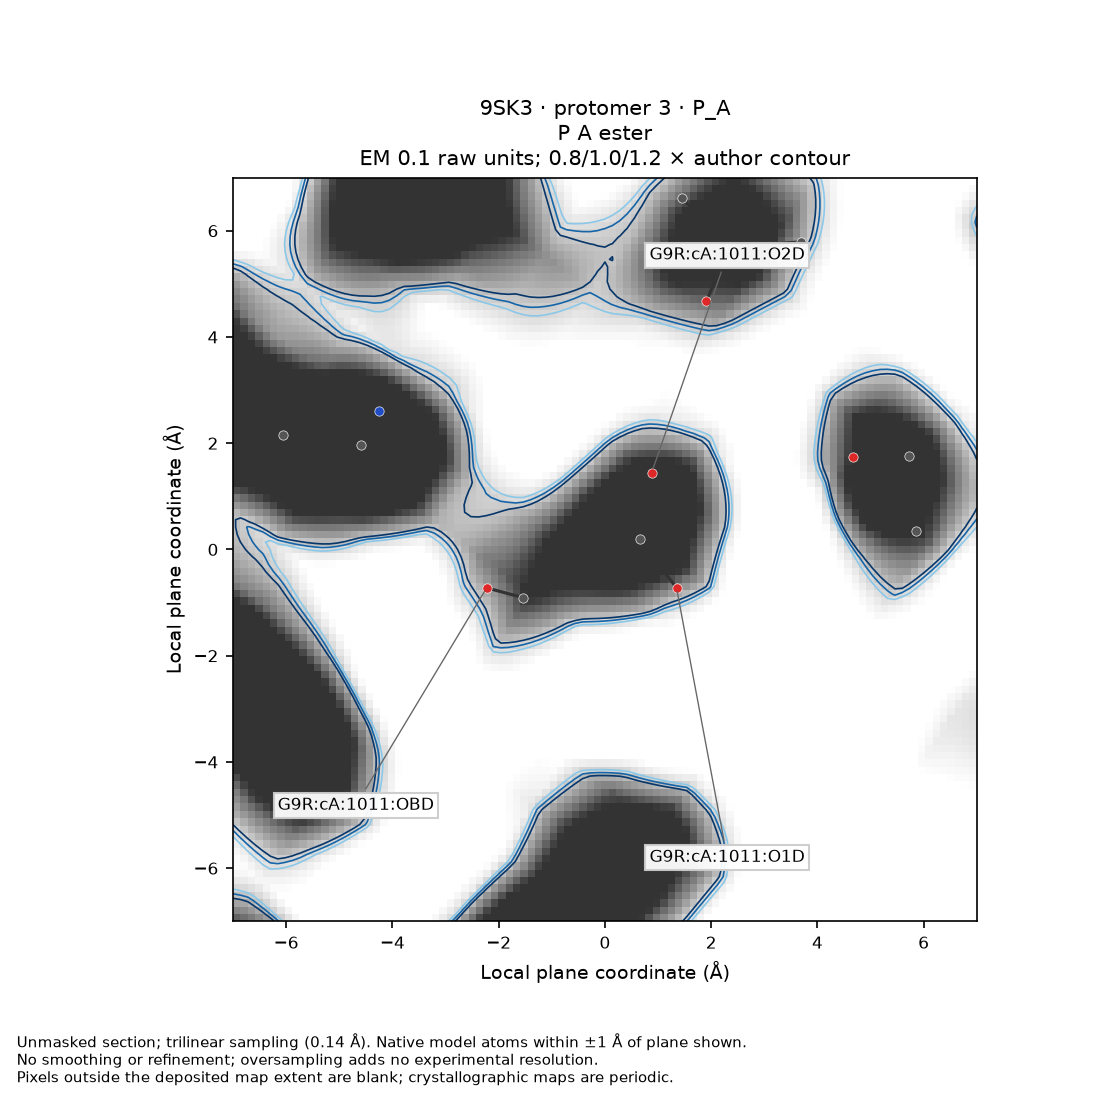 9SK3 · protomer 3 · P_A
P A ester
EM 0.1 raw units; 0.8/1.0/1.2 × author contour
6
4
2
0
−2
−4
−6
Local plane coordinate (Å)
G9R:cA:1011:O2D
G9R:cA:1011:OBD
G9R:cA:1011:O1D
−6 −4 −2 0 2 4 6
Local plane coordinate (Å)
Unmasked section; trilinear sampling (0.14 Å). Native model atoms within ±1 Å of plane shown.
No smoothing or refinement; oversampling adds no experimental resolution.
Pixels outside the deposited map extent are blank; crystallographic maps are periodic.